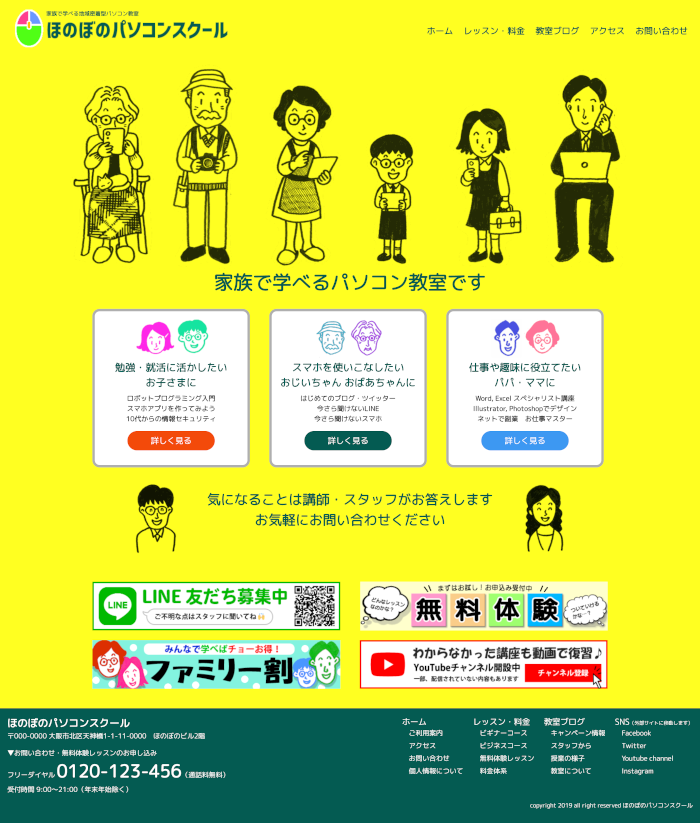 家族で学べる地域密着型パソコン教室
ほのぼのパソコンスクール
ホーム レッスン・料金 教室ブログ アクセス お問い合わせ
家族で学べるパソコン教室です
勉強・就活に活かしたい
お子さまに
ロボットプログラミング入門
スマホアプリを作ってみよう
10代からの情報セキュリティ
詳しく見る
スマホを使いこなしたい
おじいちゃん おばあちゃんに
はじめてのブログ・ツイッター
今さら聞けないLINE
今さら聞けないスマホ
詳しく見る
仕事や趣味に役立てたい
パパ・ママに
Word, Excel スペシャリスト講座
Illustrator, Photoshopでデザイン
ネットで副業 お仕事マスター
詳しく見る
気になることは講師・スタッフがお答えします
お気軽にお問い合わせください
LINE
LINE 友だち募集中
ご不明な点はスタッフに聞いてね
まずはお試し！お申込み受付中
どんなレッスンなのかな？
無料体験
ついていけるかな…？
みんなで学べばチョーお得！
ファミリー割
わからなかった講座も動画で復習♪
YouTubeチャンネル開設中
一部、配信されていない内容もあります
チャンネル登録
ほのぼのパソコンスクール
〒000-0000 大阪市北区天神橋1-1-11-0000 ほのぼのビル2階
▼お問い合わせ・無料体験レッスンのお申し込み
フリーダイヤル 0120-123-456（通話料無料）
受付時間 9:00〜21:00（年末年始除く）
ホーム
ご利用案内
アクセス
お問い合わせ
個人情報について
レッスン・料金
ビギナーコース
ビジネスコース
無料体験レッスン
料金体系
教室ブログ
キャンペーン情報
スタッフから
授業の様子
教室について
SNS（外部サイトに移動します）
Facebook
Twitter
Youtube channel
Instagram
copyright 2019 all right reserved ほのぼのパソコンスクール